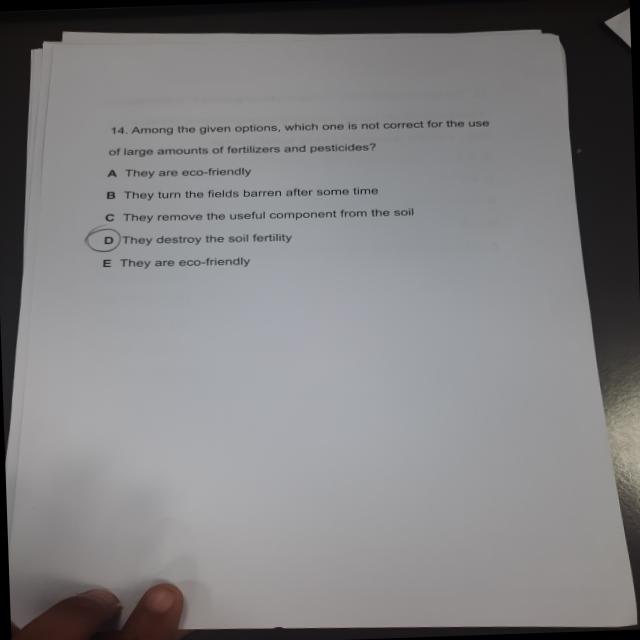 14. Among the given options, which one is not correct for the use
of large amounts of fertilizers and pesticides?
A They are eco-friendly
B They turn the fields barren after some time
C They remove the useful component from the soil
D They destroy the soil fertility
E They are eco-friendly